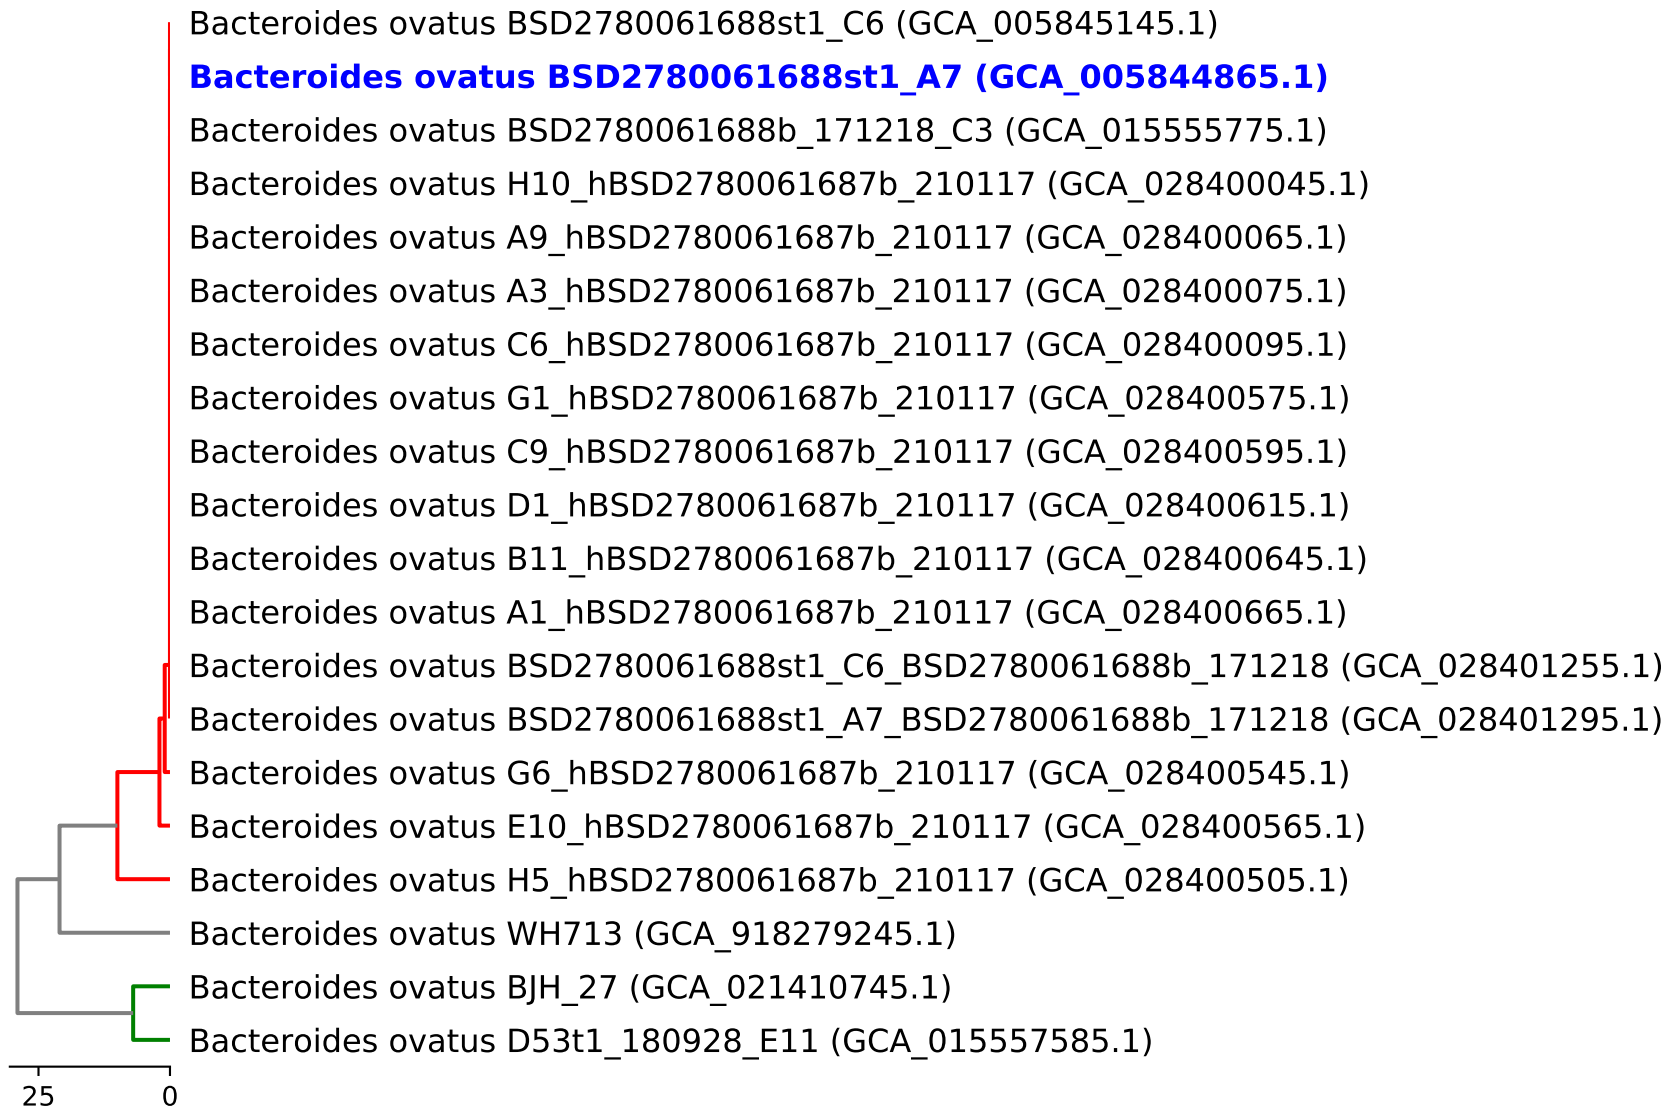 Bacteroides ovatus BSD2780061688st1_C6 (GCA_005845145.1)
Bacteroides ovatus BSD2780061688st1_A7 (GCA_005844865.1)
Bacteroides ovatus BSD2780061688b_171218_C3 (GCA_015555775.1)
Bacteroides ovatus H10_hBSD2780061687b_210117 (GCA_028400045.1)
Bacteroides ovatus A9_hBSD2780061687b_210117 (GCA_028400065.1)
Bacteroides ovatus A3_hBSD2780061687b_210117 (GCA_028400075.1)
Bacteroides ovatus C6_hBSD2780061687b_210117 (GCA_028400095.1)
Bacteroides ovatus G1_hBSD2780061687b_210117 (GCA_028400575.1)
Bacteroides ovatus C9_hBSD2780061687b_210117 (GCA_028400595.1)
Bacteroides ovatus D1_hBSD2780061687b_210117 (GCA_028400615.1)
Bacteroides ovatus B11_hBSD2780061687b_210117 (GCA_028400645.1)
Bacteroides ovatus A1_hBSD2780061687b_210117 (GCA_028400665.1)
Bacteroides ovatus BSD2780061688st1_C6_BSD2780061688b_171218 (GCA_028401255.1)
Bacteroides ovatus BSD2780061688st1_A7_BSD2780061688b_171218 (GCA_028401295.1)
Bacteroides ovatus G6_hBSD2780061687b_210117 (GCA_028400545.1)
Bacteroides ovatus E10_hBSD2780061687b_210117 (GCA_028400565.1)
Bacteroides ovatus H5_hBSD2780061687b_210117 (GCA_028400505.1)
Bacteroides ovatus WH713 (GCA_918279245.1)
Bacteroides ovatus BJH_27 (GCA_021410745.1)
Bacteroides ovatus D53t1_180928_E11 (GCA_015557585.1)
25 0